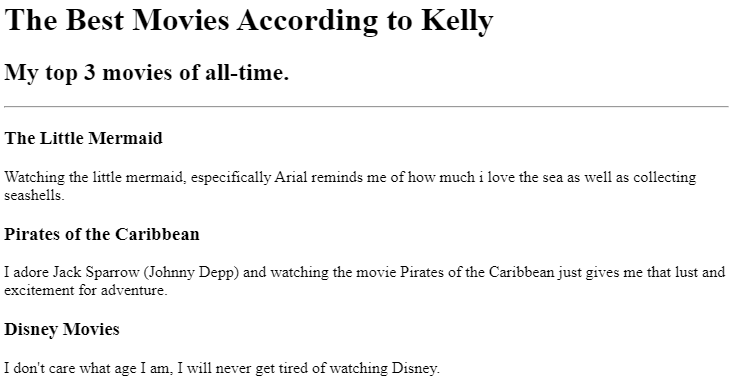 The Best Movies According to Kelly
My top 3 movies of all-time.
The Little Mermaid
Watching the little mermaid, especifically Arial reminds me of how much i love the sea as well as collecting
seashells.
Pirates of the Caribbean
I adore Jack Sparrow (Johnny Depp) and watching the movie Pirates of the Caribbean just gives me that lust and
excitement for adventure.
Disney Movies
I don't care what age I am, I will never get tired of watching Disney.